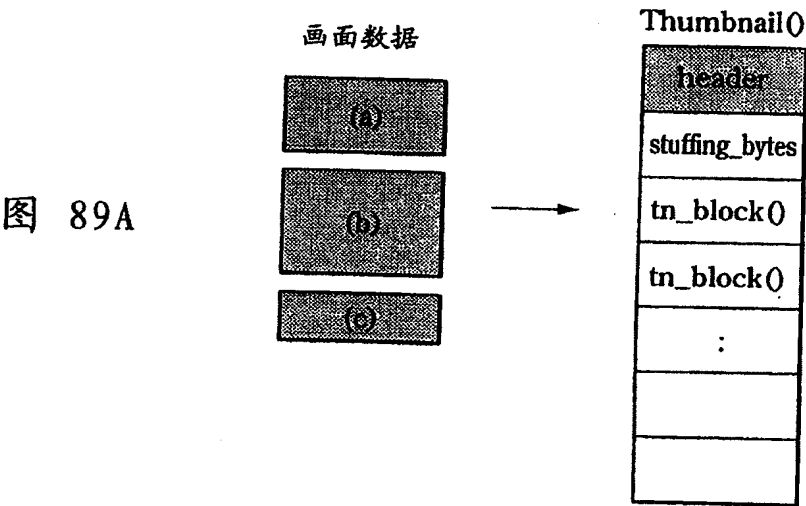 画面数据
(a)
(b)
(c)
图 89A
Thumbnail()
header
stuffing_bytes
tn_block()
tn_block()
: